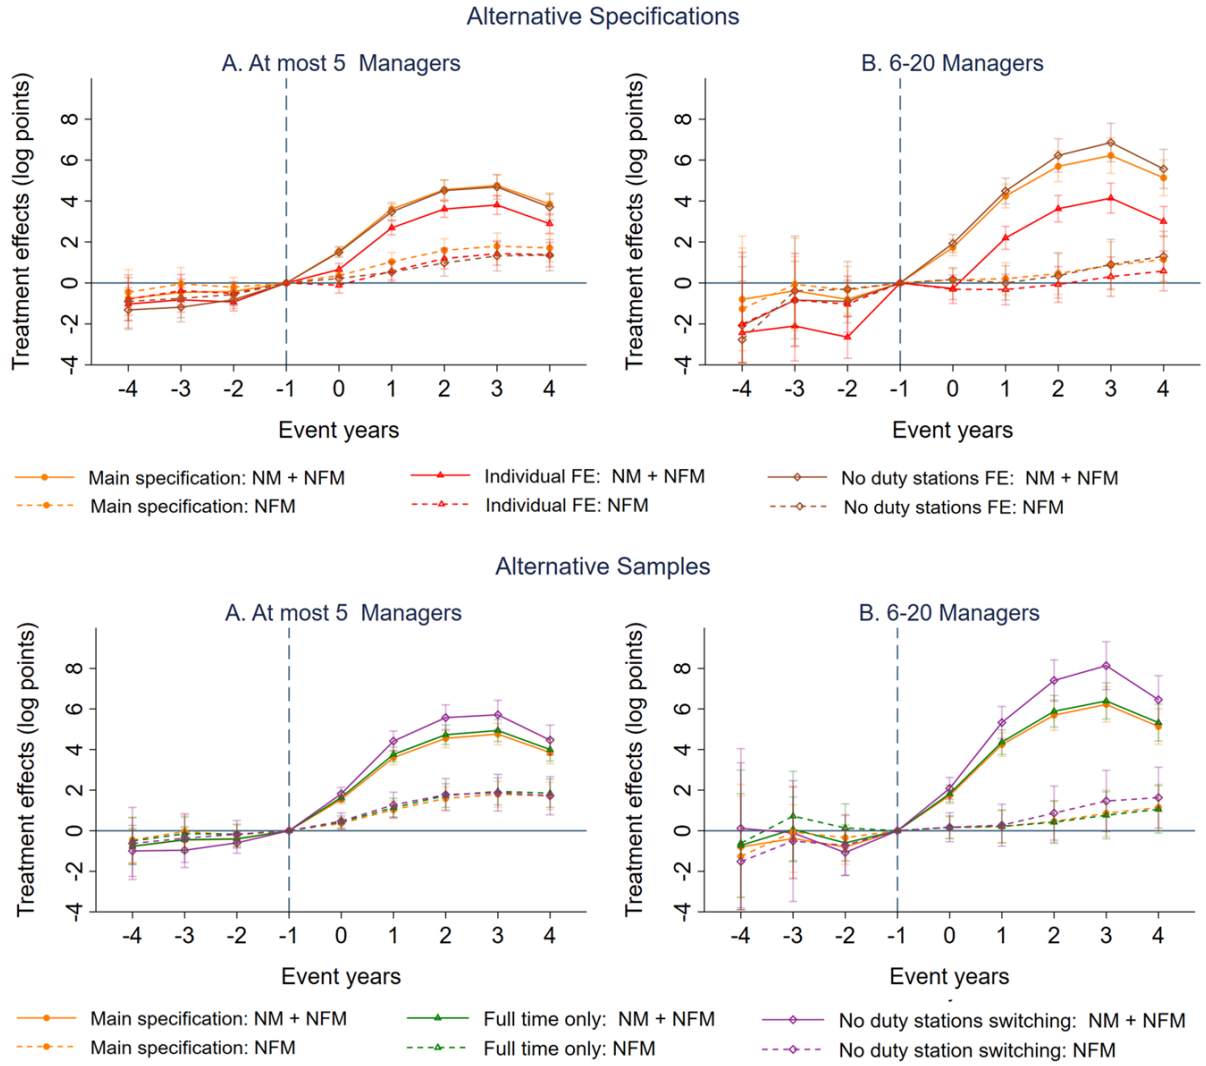 Alternative Specifications
A. At most 5  Managers
B. 6-20 Managers
Treatment effects (log points)
8
6
4
2
0
-2
-4
-4 -3 -2 -1 0 1 2 3 4
Event years
Treatment effects (log points)
8
6
4
2
0
-2
-4
-4 -3 -2 -1 0 1 2 3 4
Event years
Main specification: NM + NFM
Individual FE:  NM + NFM
No duty stations FE: NM + NFM
Main specification: NFM
Individual FE: NFM
No duty stations FE: NFM
Alternative Samples
A. At most 5  Managers
B. 6-20 Managers
Treatment effects (log points)
8
6
4
2
0
-2
-4
-4 -3 -2 -1 0 1 2 3 4
Event years
Treatment effects (log points)
8
6
4
2
0
-2
-4
-4 -3 -2 -1 0 1 2 3 4
Event years
Main specification: NM + NFM
Full time only:  NM + NFM
No duty stations switching:  NM + NFM
Main specification: NFM
Full time only: NFM
No duty station switching: NFM